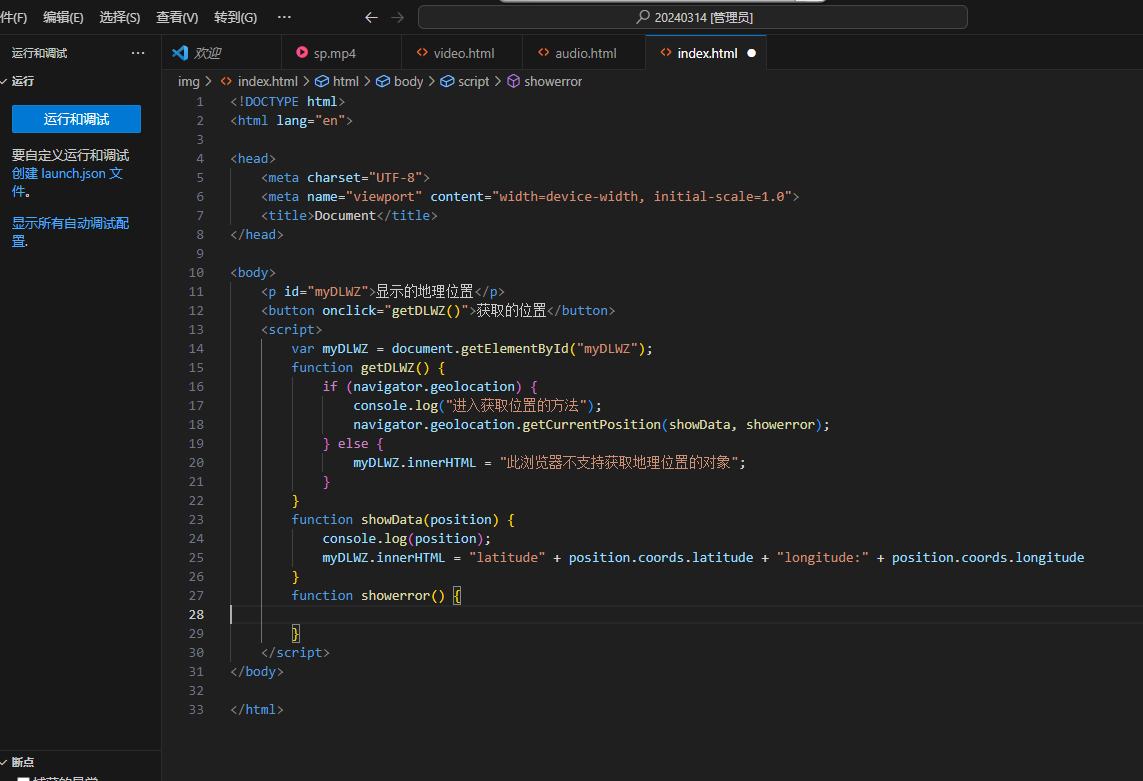 件(F) 编辑(E) 选择(S) 查看(V) 转到(G) ··· ← → 20240314 [管理员]
运行和调试 ··· 欢迎 sp.mp4 video.html audio.html index.html
img > index.html > html > body > script > showerror
运行
运行和调试
要自定义运行和调试
创建 launch.json 文
件。
显示所有自动调试配
置.
1 <!DOCTYPE html>
2 <html lang="en">
3
4 <head>
5 <meta charset="UTF-8">
6 <meta name="viewport" content="width=device-width, initial-scale=1.0">
7 <title>Document</title>
8 </head>
9
10 <body>
11 <p id="myDLWZ">显示的地理位置</p>
12 <button onclick="getDLWZ()">获取的位置</button>
13 <script>
14 var myDLWZ = document.getElementById("myDLWZ");
15 function getDLWZ() {
16 if (navigator.geolocation) {
17 console.log("进入获取位置的方法");
18 navigator.geolocation.getCurrentPosition(showData, showerror);
19 } else {
20 myDLWZ.innerHTML = "此浏览器不支持获取地理位置的对象";
21 }
22 }
23 function showData(position) {
24 console.log(position);
25 myDLWZ.innerHTML = "latitude" + position.coords.latitude + "longitude:" + position.coords.longitude
26 }
27 function showerror() {
28
29 }
30 </script>
31 </body>
32
33 </html>
断点